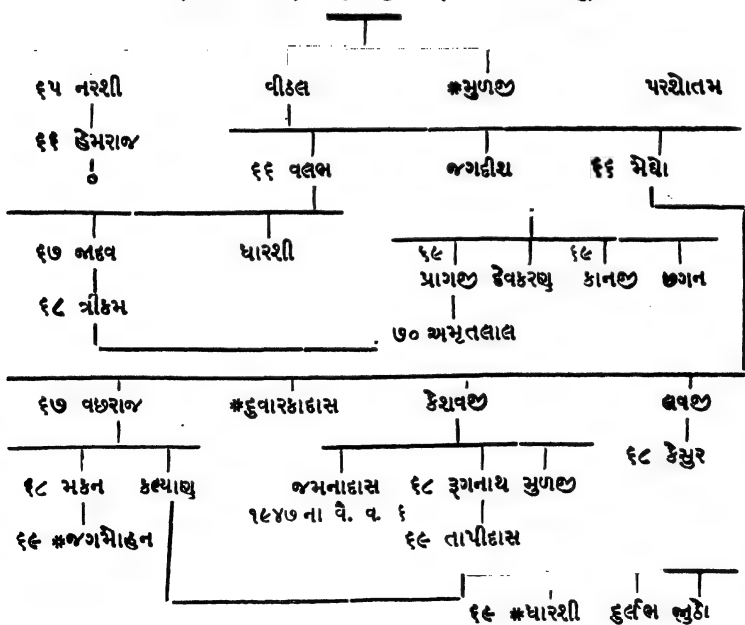 ૬૫ નરશી વીઠલ #મુળજી પરશોતમ
૬૬ હેમરાજ
૬૬ વલભ જગદીશ ૬૬ મેઘો
૬૭ જાદવ ધારશી
૬૯ ૬૯
પ્રાગજી દેવકરણ કાનજી છગન
૬૮ ત્રીકમ
૭૦ અમૃતલાલ
૬૭ વછરાજ #દુવારકાદાસ કેશવજી લવજી
૬૮ કેસુર
૬૮ મકન કલ્યાણ જમનાદાસ ૬૮ રૂગનાથ મુળજી
૧૯૪૭ ના વૈ. વ. ૬
૬૯ #જગમોહન ૬૯ તાપીદાસ
૬૯ #ધારશી દુર્લભ જુઠો